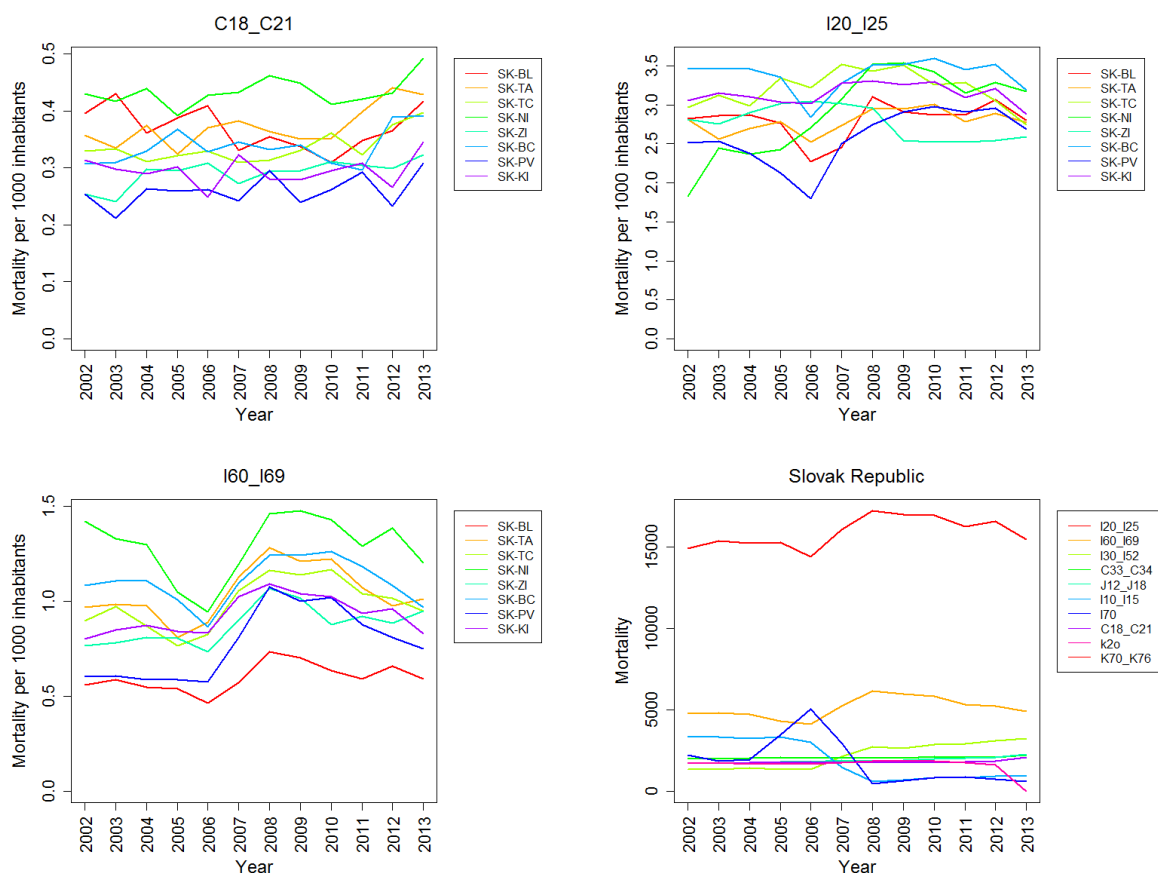 C18_C21
Mortality per 1000 inhabitants
0.5
0.4
0.3
0.2
0.1
0.0
2002
2003
2004
2005
2006
2007
2008
2009
2010
2011
2012
2013
Year
SK-BL
SK-TA
SK-TC
SK-NI
SK-ZI
SK-BC
SK-PV
SK-KI
I20_I25
Mortality per 1000 inhabitants
3.5
3.0
2.5
2.0
1.5
1.0
0.5
0.0
2002
2003
2004
2005
2006
2007
2008
2009
2010
2011
2012
2013
Year
SK-BL
SK-TA
SK-TC
SK-NI
SK-ZI
SK-BC
SK-PV
SK-KI
I60_I69
Mortality per 1000 inhabitants
1.5
1.0
0.5
0.0
2002
2003
2004
2005
2006
2007
2008
2009
2010
2011
2012
2013
Year
SK-BL
SK-TA
SK-TC
SK-NI
SK-ZI
SK-BC
SK-PV
SK-KI
Slovak Republic
Mortality
15000
10000
5000
0
2002
2003
2004
2005
2006
2007
2008
2009
2010
2011
2012
2013
Year
I20_I25
I60_I69
I30_I52
C33_C34
J12_J18
I10_I15
I70
C18_C21
k2o
K70_K76